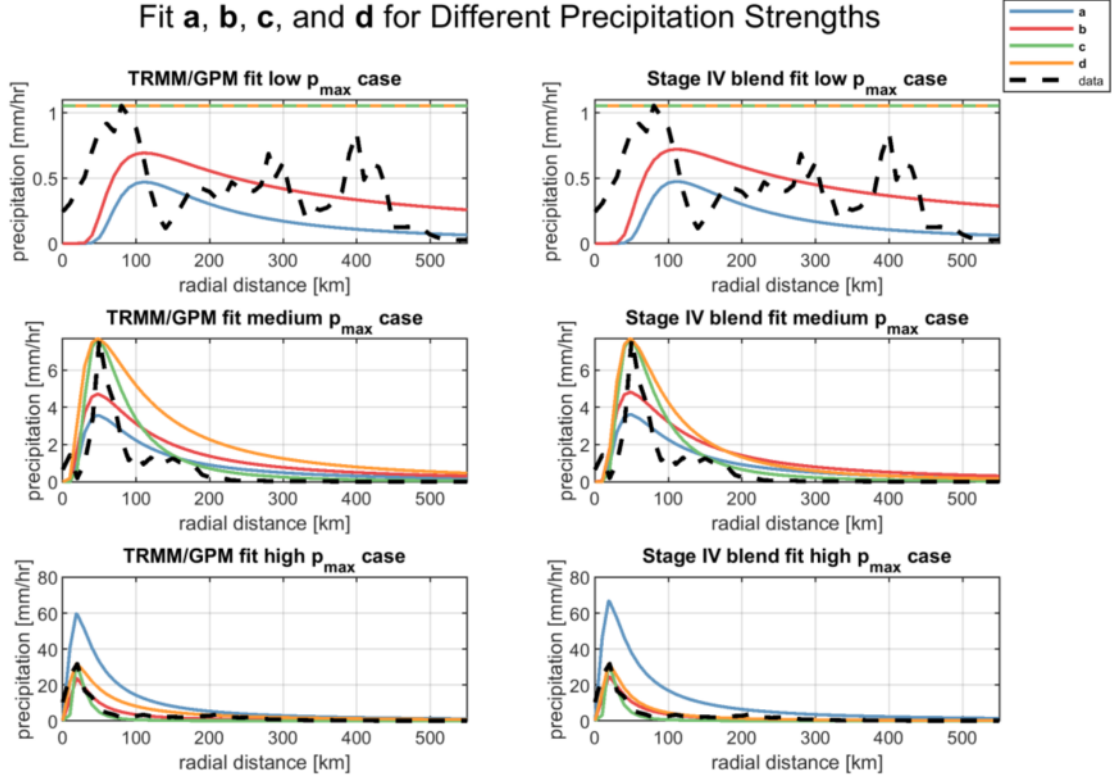 Fit a, b, c, and d for Different Precipitation Strengths
a
b
c
d
data
TRMM/GPM fit low p_max case
precipitation [mm/hr]
1
0.5
0
0 100 200 300 400 500
radial distance [km]
Stage IV blend fit low p_max case
precipitation [mm/hr]
1
0.5
0
0 100 200 300 400 500
radial distance [km]
TRMM/GPM fit medium p_max case
precipitation [mm/hr]
6
4
2
0
0 100 200 300 400 500
radial distance [km]
Stage IV blend fit medium p_max case
precipitation [mm/hr]
6
4
2
0
0 100 200 300 400 500
radial distance [km]
TRMM/GPM fit high p_max case
precipitation [mm/hr]
80
60
40
20
0
0 100 200 300 400 500
radial distance [km]
Stage IV blend fit high p_max case
precipitation [mm/hr]
80
60
40
20
0
0 100 200 300 400 500
radial distance [km]